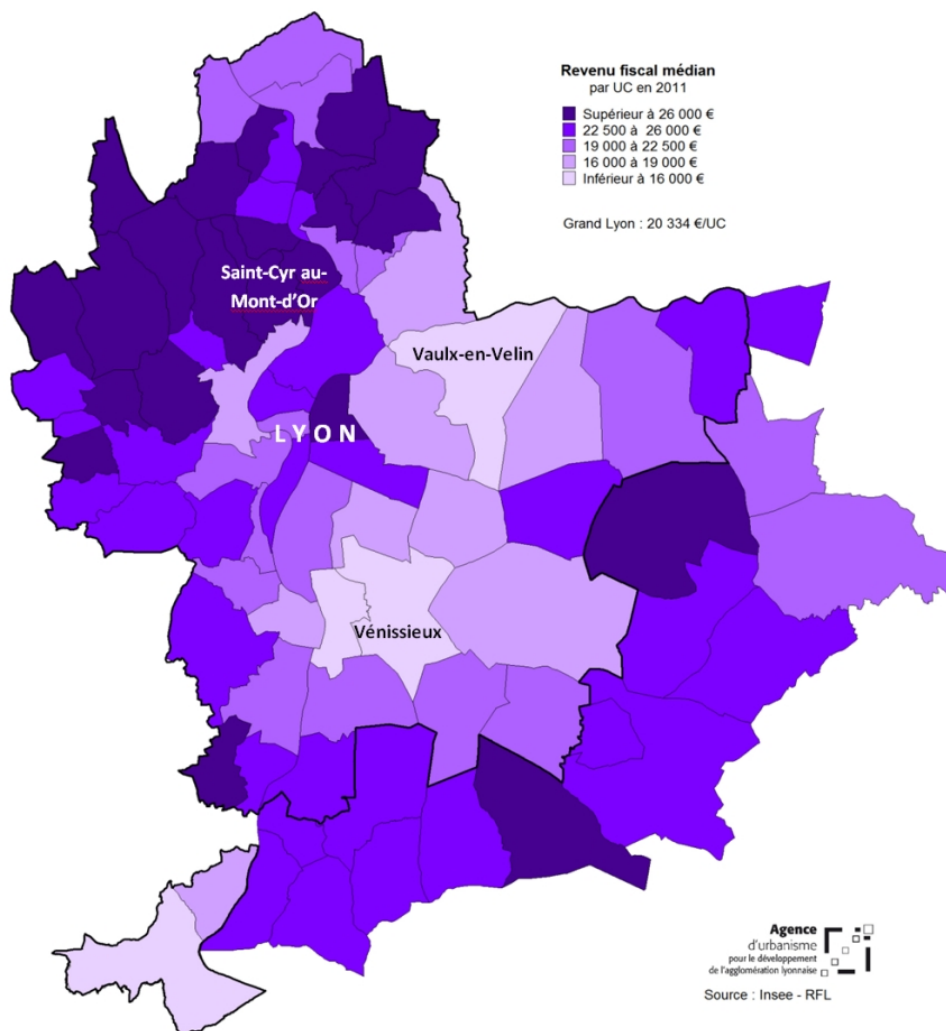 Revenu fiscal médian
par UC en 2011
Supérieur à 26 000 €
22 500 à 26 000 €
19 000 à 22 500 €
16 000 à 19 000 €
Inférieur à 16 000 €
Grand Lyon : 20 334 €/UC
Saint-Cyr au-
Mont-d'Or
Vaulx-en-Velin
LYON
Vénissieux
Agence
d'urbanisme
pour le développement
de l'agglomération lyonnaise
Source : Insee - RFL